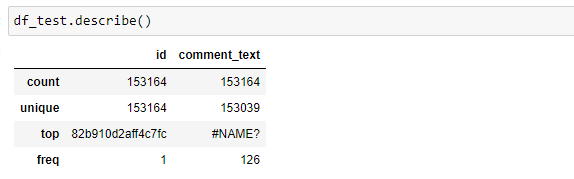 df_test.describe()
id comment_text
count 153164 153164
unique 153164 153039
top 82b910d2aff4c7fc #NAME?
freq 1 126